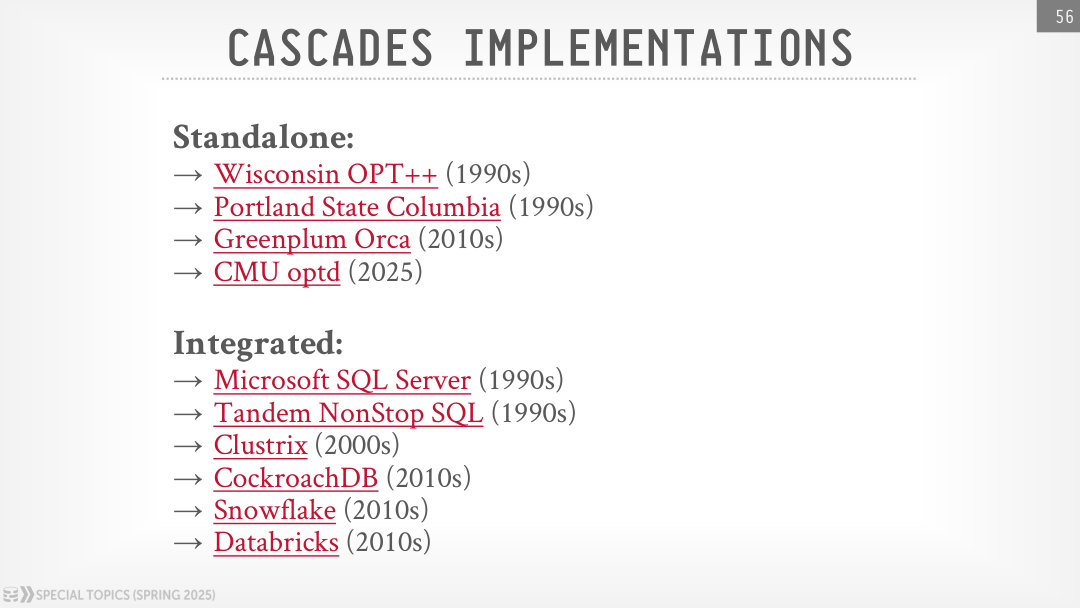 56
CASCADES IMPLEMENTATIONS
Standalone:
→ Wisconsin OPT++ (1990s)
→ Portland State Columbia (1990s)
→ Greenplum Orca (2010s)
→ CMU optd (2025)
Integrated:
→ Microsoft SQL Server (1990s)
→ Tandem NonStop SQL (1990s)
→ Clustrix (2000s)
→ CockroachDB (2010s)
→ Snowflake (2010s)
→ Databricks (2010s)
SPECIAL TOPICS (SPRING 2025)